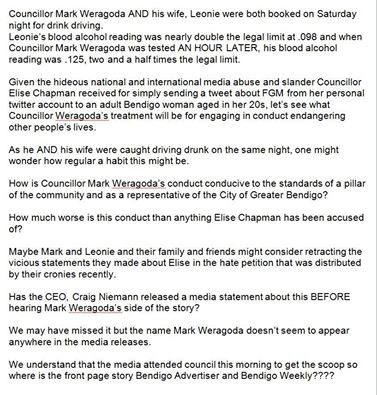 Councillor Mark Weragoda AND his wife, Leonie were both booked on Saturday
night for drink driving.
Leonie's blood alcohol reading was nearly double the legal limit at .098 and when
Councillor Mark Weragoda was tested AN HOUR LATER, his blood alcohol
reading was .125, two and a half times the legal limit.
Given the hideous national and international media abuse and slander Councillor
Elise Chapman received for simply sending a tweet about FGM from her personal
twitter account to an adult Bendigo woman aged in her 20s, let's see what
Councillor Weragoda's treatment will be for engaging in conduct endangering
other people's lives.
As he AND his wife were caught driving drunk on the same night, one might
wonder how regular a habit this might be.
How is Councillor Mark Weragoda's conduct conducive to the standards of a pillar
of the community and as a representative of the City of Greater Bendigo?
How much worse is this conduct than anything Elise Chapman has been accused
of?
Maybe Mark and Leonie and their family and friends might consider retracting the
vicious statements they made about Elise in the hate petition that was distributed
by their cronies recently.
Has the CEO, Craig Niemann released a media statement about this BEFORE
hearing Mark Weragoda's side of the story?
We may have missed it but the name Mark Weragoda doesn't seem to appear
anywhere in the media releases.
We understand that the media attended council this morning to get the scoop so
where is the front page story Bendigo Advertiser and Bendigo Weekly????